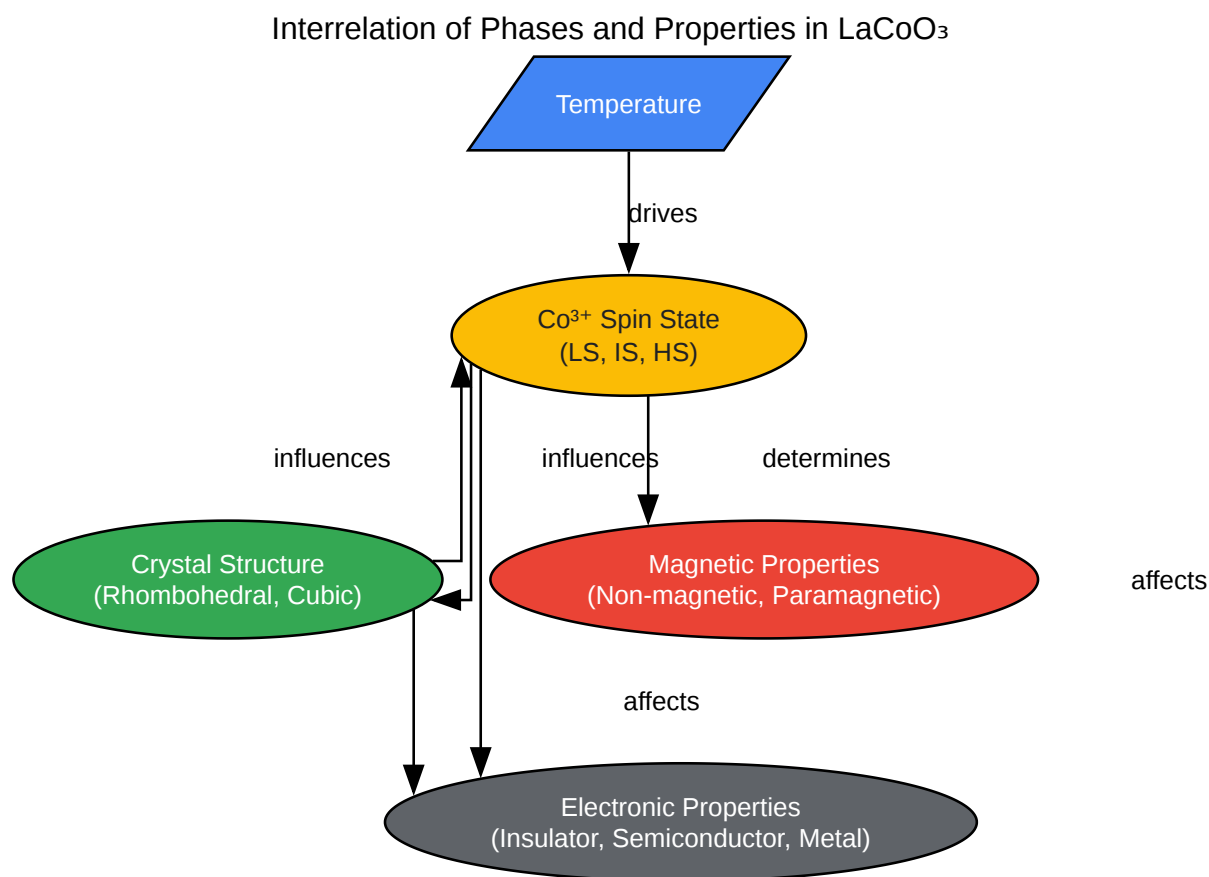 Interrelation of Phases and Properties in LaCoO₃
Temperature
drives
Co³⁺ Spin State
(LS, IS, HS)
influences
influences
determines
Crystal Structure
(Rhombohedral, Cubic)
Magnetic Properties
(Non-magnetic, Paramagnetic)
affects
affects
Electronic Properties
(Insulator, Semiconductor, Metal)